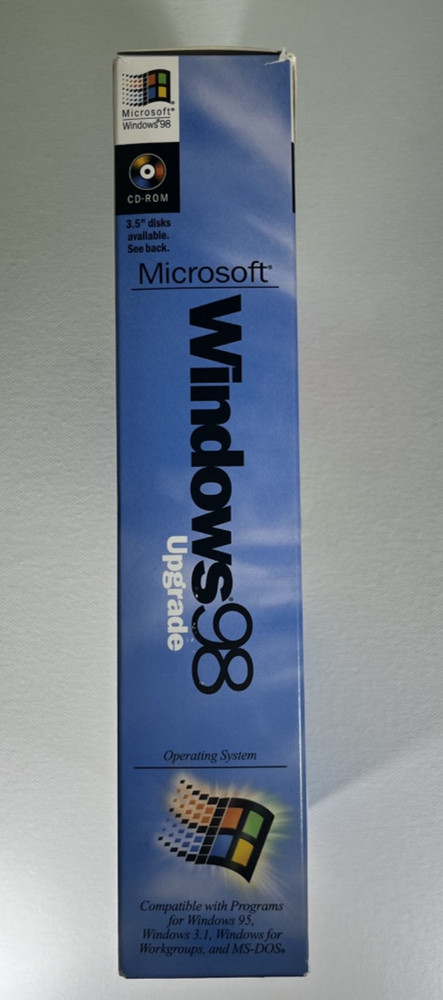 Microsoft®
Windows®98
CD-ROM
3.5" disks
available.
See back.
Microsoft®
Windows®98
Upgrade
Operating System
Compatible with Programs
for Windows 95,
Windows 3.1, Windows for
Workgroups, and MS-DOS®